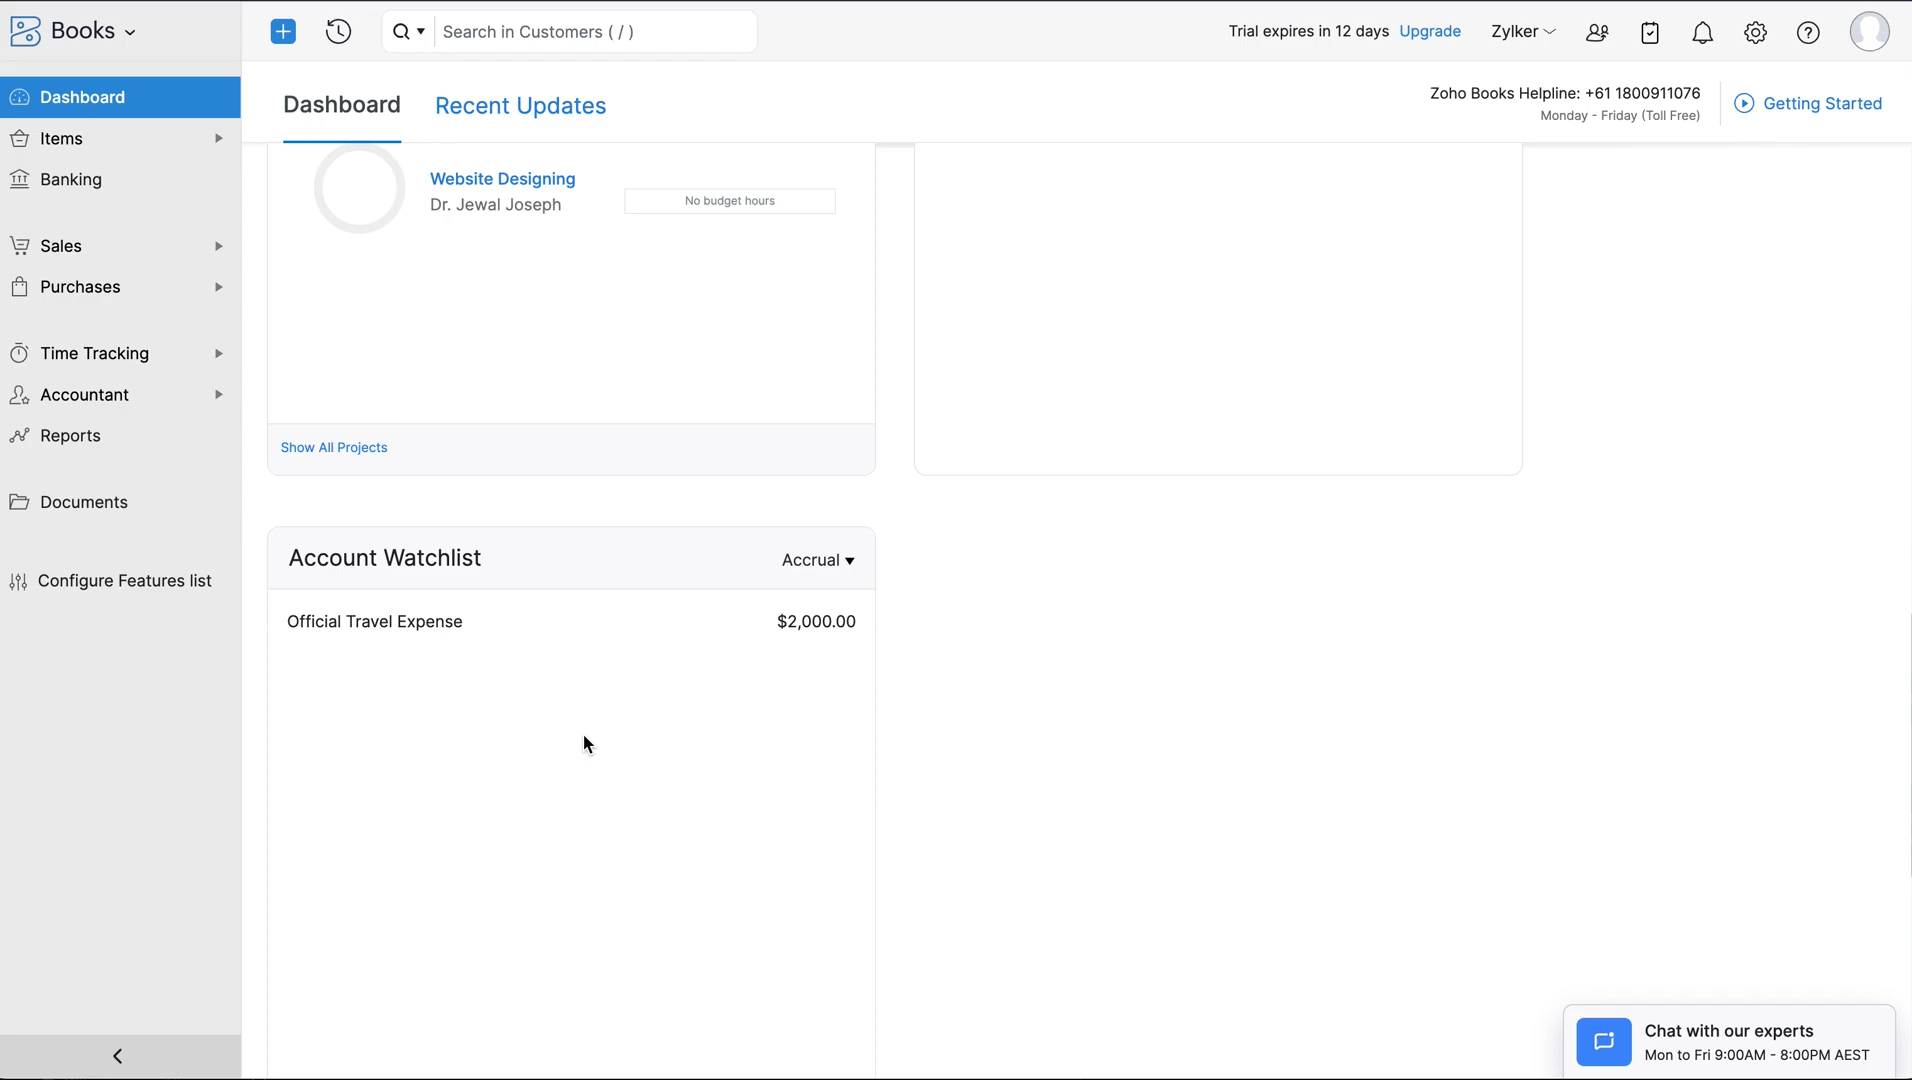 Books
Search in Customers ( / )
Trial expires in 12 days Upgrade
Zylker
Dashboard
Items
Banking
Sales
Purchases
Time Tracking
Accountant
Reports
Documents
Configure Features list
Dashboard
Recent Updates
Zoho Books Helpline: +61 1800911076
Monday - Friday (Toll Free)
Getting Started
Website Designing
Dr. Jewal Joseph
No budget hours
Show All Projects
Account Watchlist
Accrual
Official Travel Expense
$2,000.00
Chat with our experts
Mon to Fri 9:00AM - 8:00PM AEST